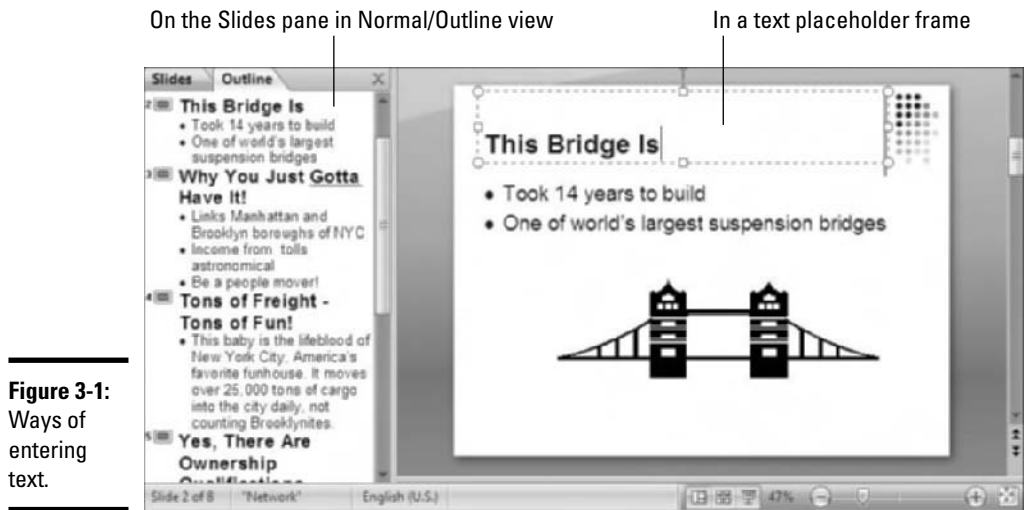 On the Slides pane in Normal/Outline view
In a text placeholder frame
Slides
Outline
2
This Bridge Is
• Took 14 years to build
• One of world's largest
suspension bridges
3
Why You Just Gotta
Have It!
• Links Manhattan and
Brooklyn boroughs of NYC
• Income from tolls
astronomical
• Be a people mover!
4
Tons of Freight -
Tons of Fun!
• This baby is the lifeblood of
New York City, America's
favorite funhouse. It moves
over 25,000 tons of cargo
into the city daily, not
counting Brooklynites.
5
Yes, There Are
Ownership
Qualifications
This Bridge Is
• Took 14 years to build
• One of world's largest suspension bridges
Slide 2 of 8
"Network"
English (U.S.)
47%
Figure 3-1:
Ways of
entering
text.